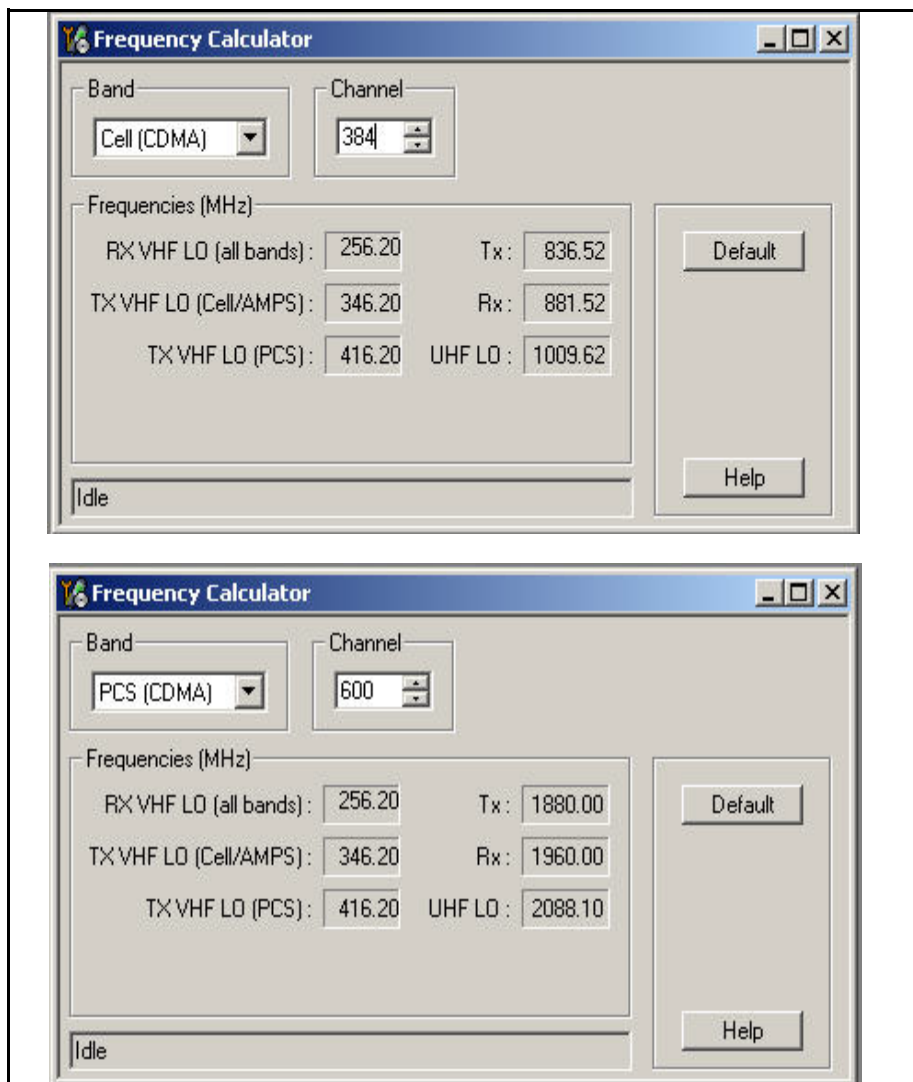 Frequency Calculator
Band
Channel
Cell (CDMA)
384
Frequencies (MHz)
RX VHF LO (all bands) : 256.20 Tx : 836.52
Default
TX VHF LO (Cell/AMPS) : 346.20 Rx : 881.52
TX VHF LO (PCS) : 416.20 UHF LO : 1009.62
Help
Idle
Frequency Calculator
Band
Channel
PCS (CDMA)
600
Frequencies (MHz)
RX VHF LO (all bands) : 256.20 Tx : 1880.00
Default
TX VHF LO (Cell/AMPS) : 346.20 Rx : 1960.00
TX VHF LO (PCS) : 416.20 UHF LO : 2088.10
Help
Idle